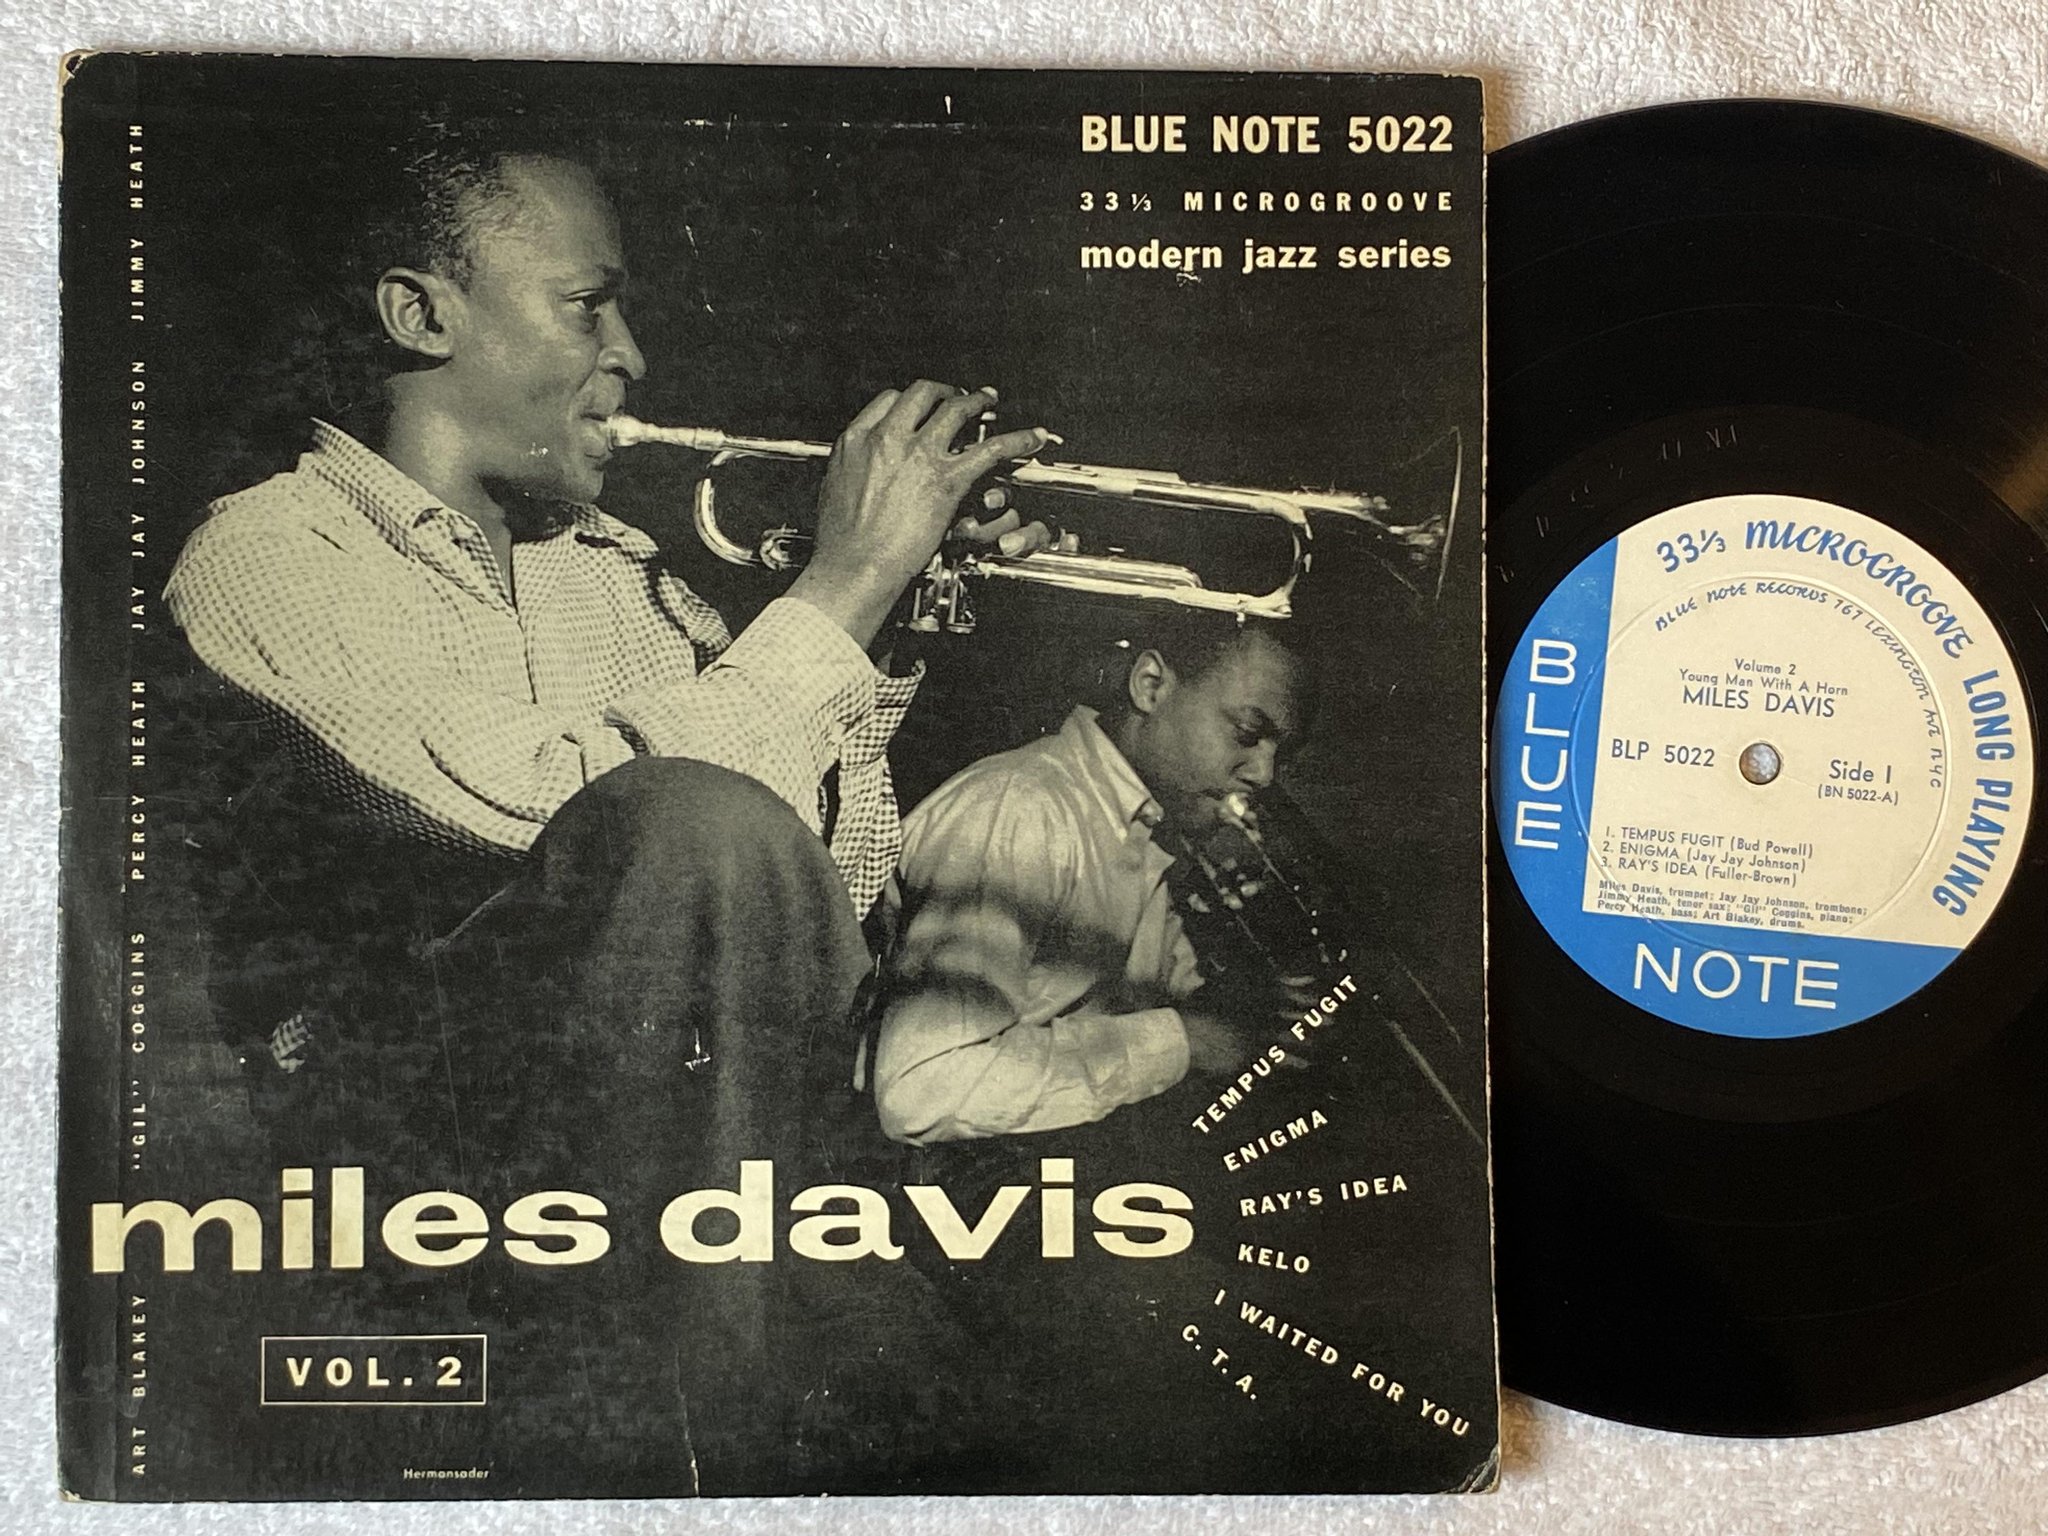 BLUE NOTE 5022
33 1/3 MICROGROOVE
modern jazz series
ART BLAKEY "GIL" COGGINS PERCY HEATH JAY JAY JOHNSON JIMMY HEATH
TEMPUS FUGIT
ENIGMA
RAY'S IDEA
KELO
I WAITED FOR YOU
C. T. A.
miles davis
VOL. 2
Hermansader
33 1/3 MICROGROOVE LONG PLAYING
BLUE NOTE RECORDS 767 LEXINGTON AVE NYC
Volume 2
Young Man With A Horn
MILES DAVIS
BLP 5022
Side 1
(BN 5022-A)
1. TEMPUS FUGIT (Bud Powell)
2. ENIGMA (Jay Jay Johnson)
3. RAY'S IDEA (Fuller-Brown)
Miles Davis, trumpet; Jay Jay Johnson, trombone;
Jimmy Heath, tenor sax; "Gil" Coggins, piano;
Percy Heath, bass; Art Blakey, drums.
BLUE
NOTE